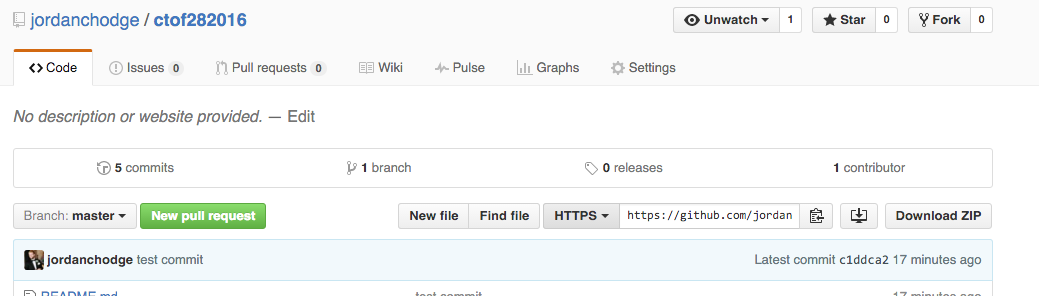 jordanchodge / ctof282016 Unwatch 1 Star 0 Fork 0
Code Issues 0 Pull requests 0 Wiki Pulse Graphs Settings
No description or website provided. — Edit
5 commits 1 branch 0 releases 1 contributor
Branch: master New pull request New file Find file HTTPS https://github.com/jordan Download ZIP
jordanchodge test commit Latest commit c1ddca2 17 minutes ago
README.md test commit 17 minutes ago